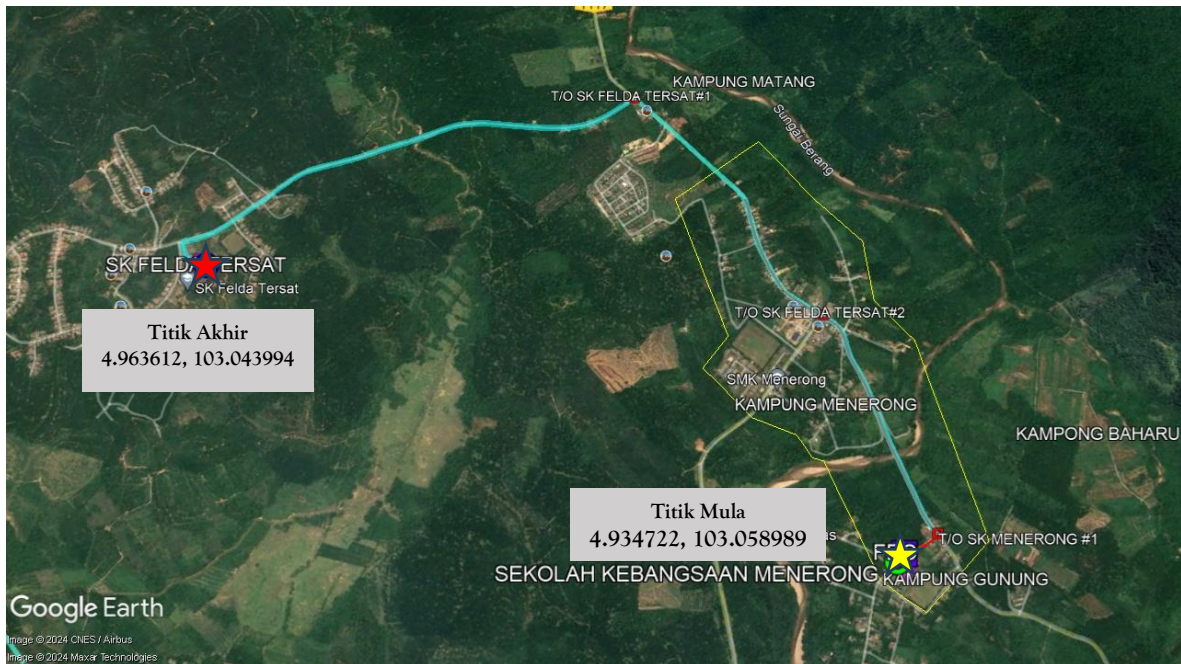 KAMPUNG MATANG
T/O SK FELDA TERSAT#1
Sungai Berang
SK FELDA TERSAT
SK Felda Tersat
Titik Akhir
4.963612, 103.043994
T/O SK FELDA TERSAT#2
SMK Menerong
KAMPUNG MENERONG
KAMPONG BAHARU
Titik Mula
4.934722, 103.058989
T/O SK MENERONG #1
SEKOLAH KEBANGSAAN MENERONG
KAMPUNG GUNUNG
Google Earth
Image © 2024 CNES / Airbus
Image © 2024 Maxar Technologies